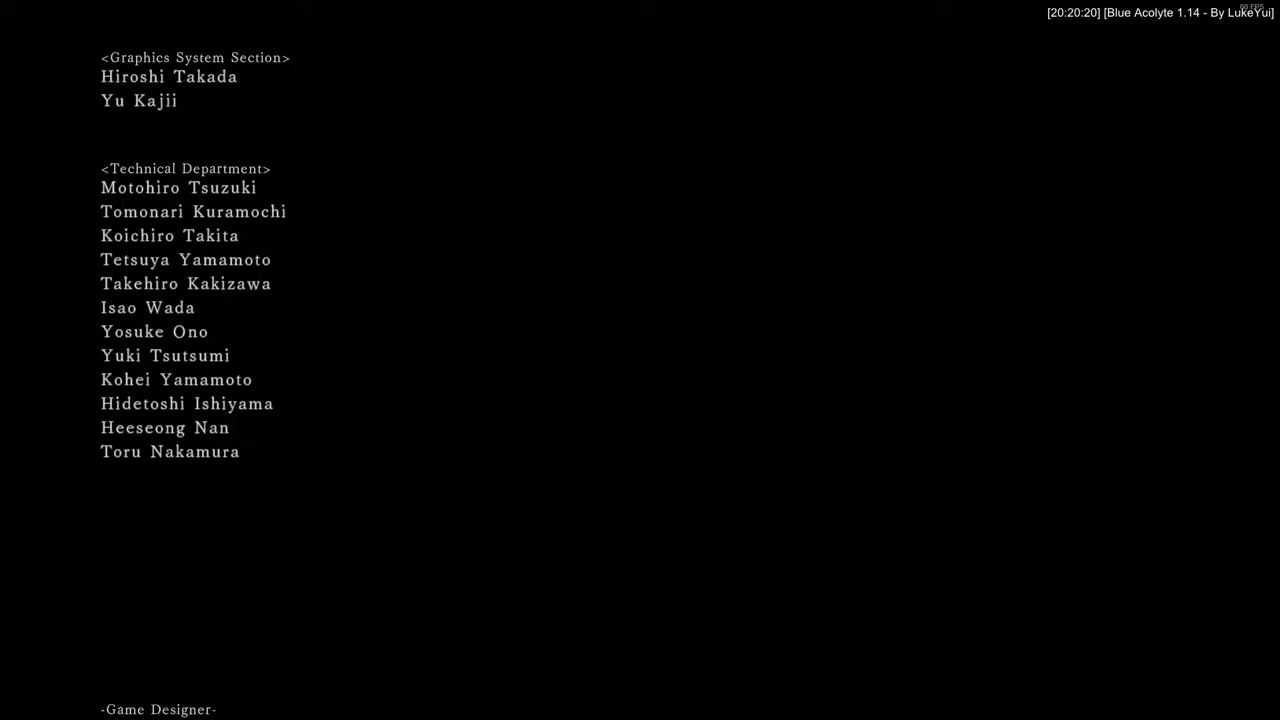 60 FPS
[20:20:20] [Blue Acolyte 1.14 - By LukeYui]
<Graphics System Section>
Hiroshi Takada
Yu Kajii
<Technical Department>
Motohiro Tsuzuki
Tomonari Kuramochi
Koichiro Takita
Tetsuya Yamamoto
Takehiro Kakizawa
Isao Wada
Yosuke Ono
Yuki Tsutsumi
Kohei Yamamoto
Hidetoshi Ishiyama
Heeseong Nan
Toru Nakamura
-Game Designer-